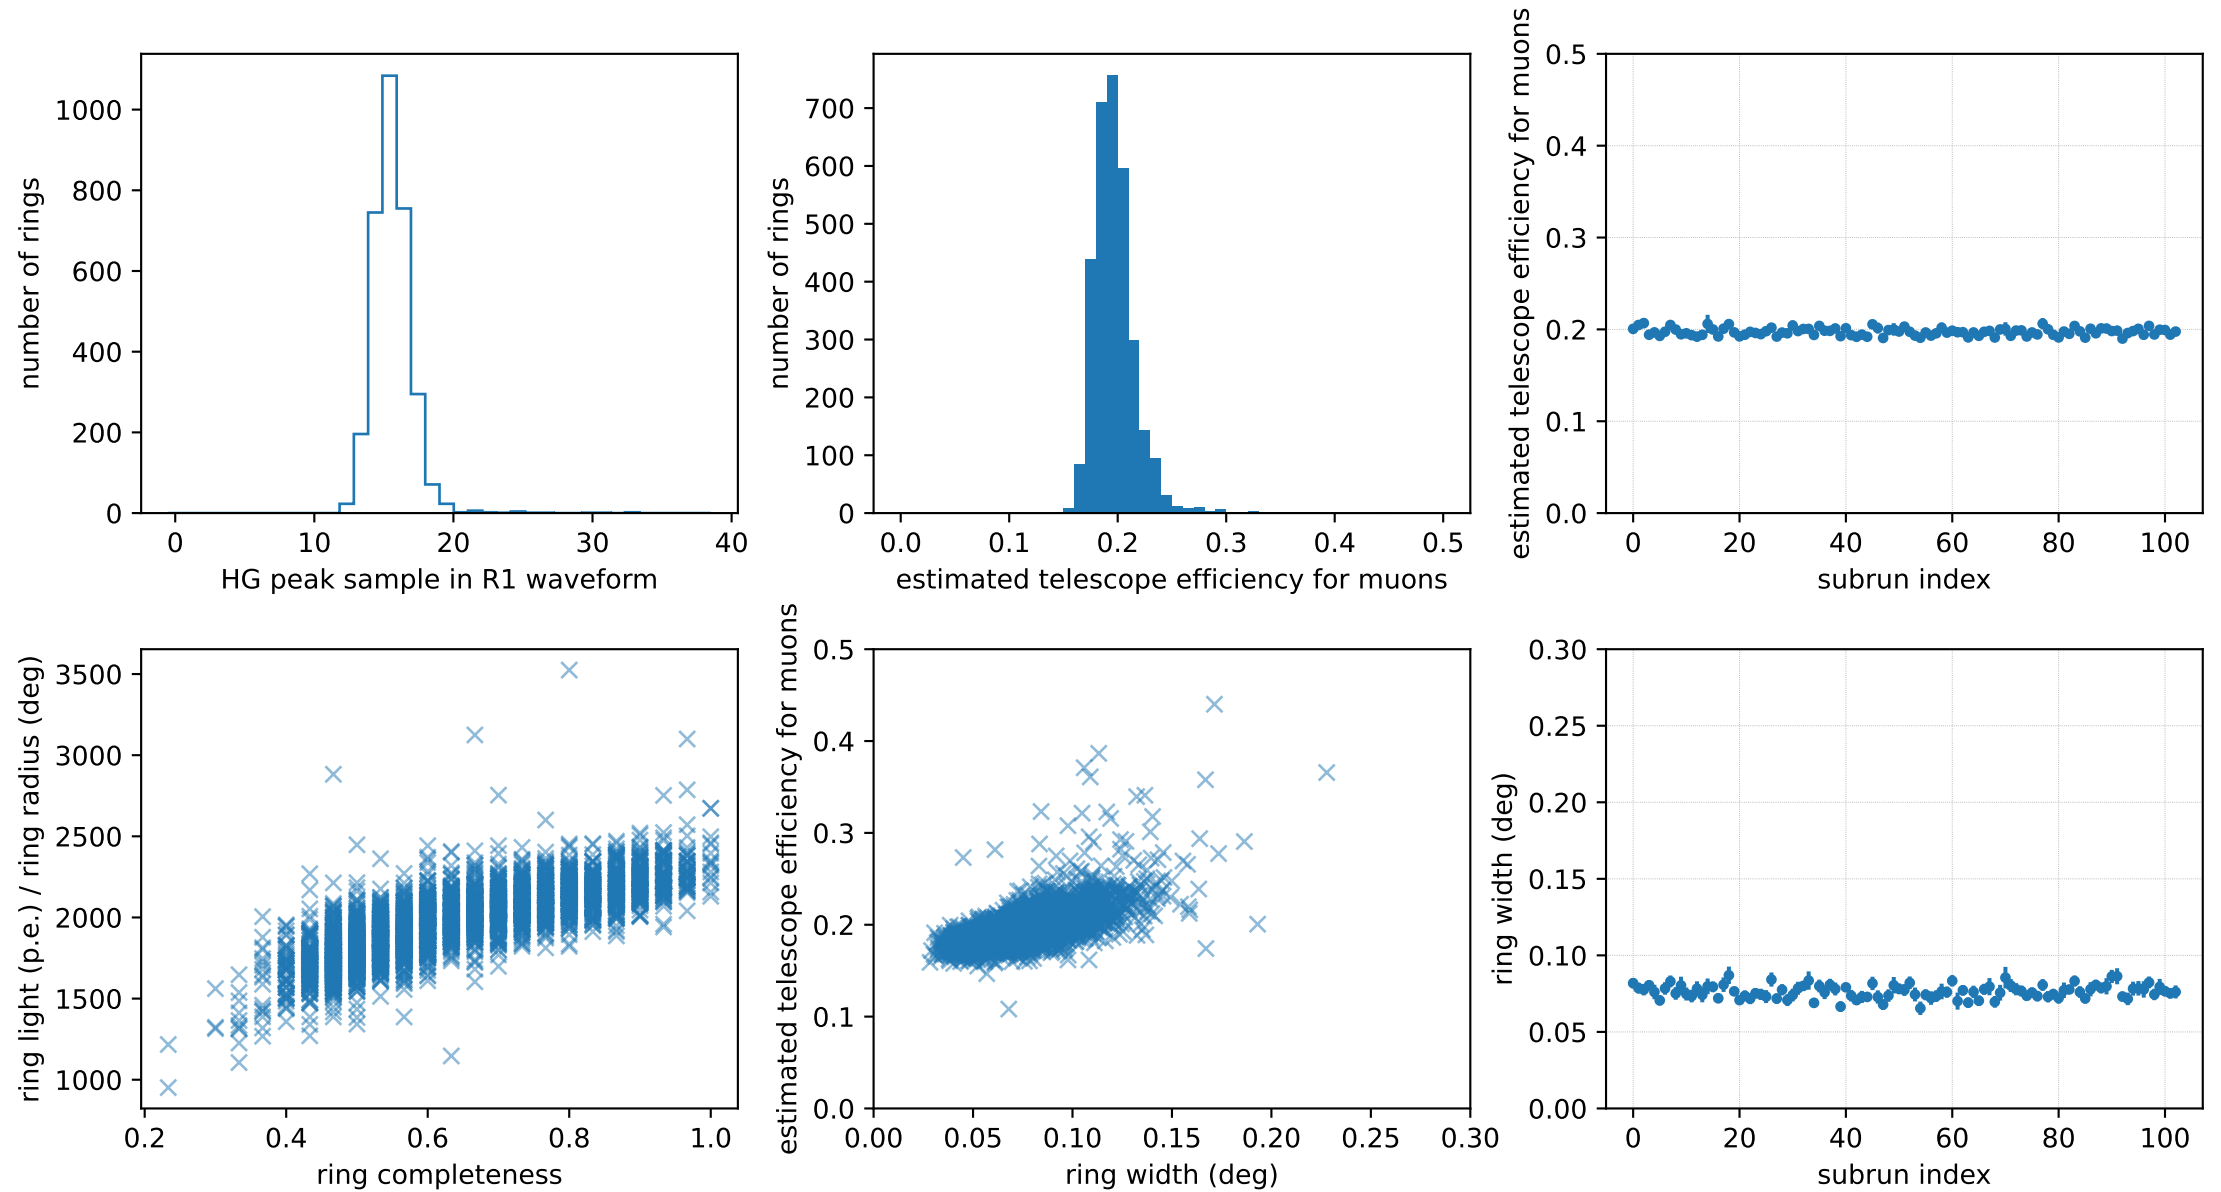 number of rings
1000
800
600
400
200
0
0 10 20 30 40
HG peak sample in R1 waveform
number of rings
700
600
500
400
300
200
100
0
0.0 0.1 0.2 0.3 0.4 0.5
estimated telescope efficiency for muons
estimated telescope efficiency for muons
0.5
0.4
0.3
0.2
0.1
0.0
0 20 40 60 80 100
subrun index
ring light (p.e.) / ring radius (deg)
3500
3000
2500
2000
1500
1000
0.2 0.4 0.6 0.8 1.0
ring completeness
estimated telescope efficiency for muons
0.5
0.4
0.3
0.2
0.1
0.0
0.00 0.05 0.10 0.15 0.20 0.25 0.30
ring width (deg)
ring width (deg)
0.30
0.25
0.20
0.15
0.10
0.05
0.00
0 20 40 60 80 100
subrun index